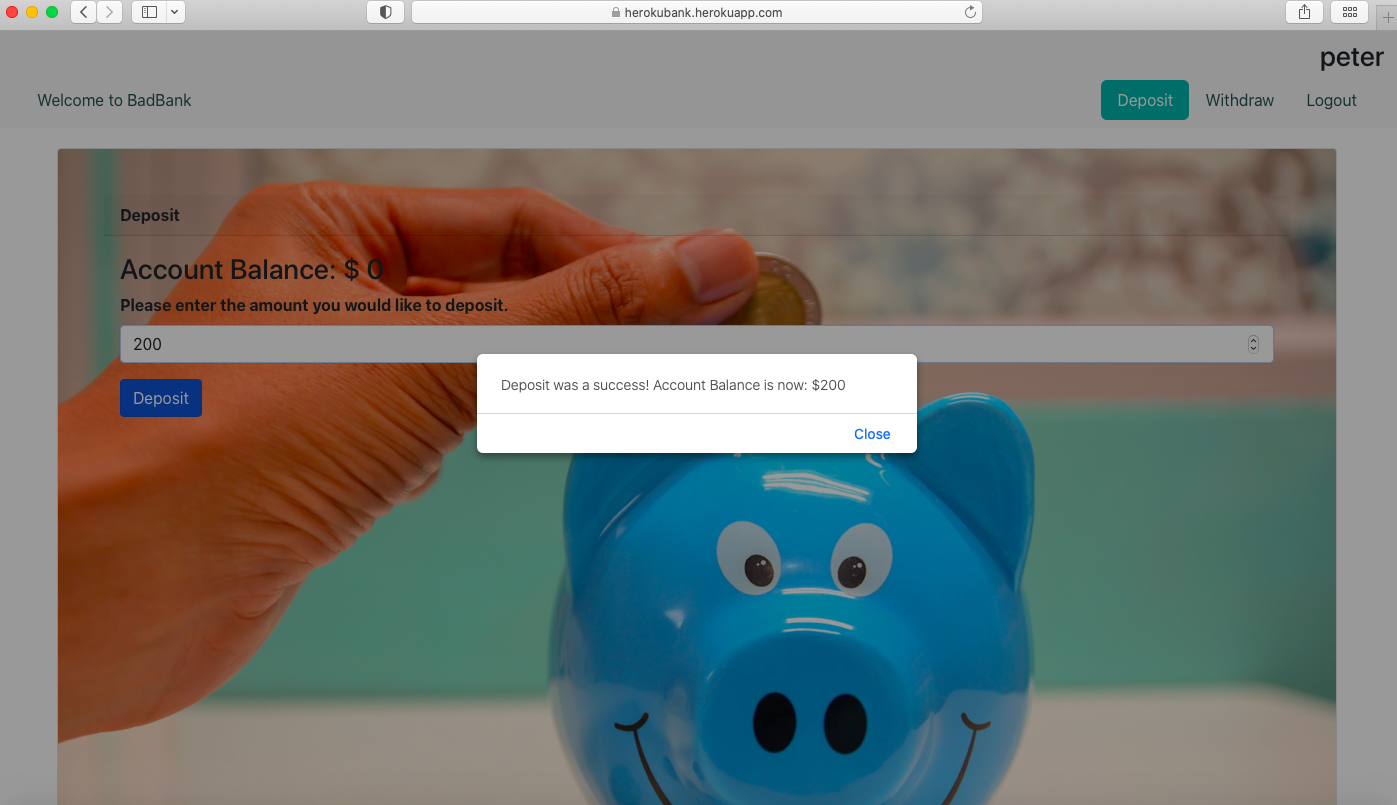 herokubank.herokuapp.com
peter
Welcome to BadBank
Deposit Withdraw Logout
Deposit
Account Balance: $ 0
Please enter the amount you would like to deposit.
200
Deposit
Deposit was a success! Account Balance is now: $200
Close